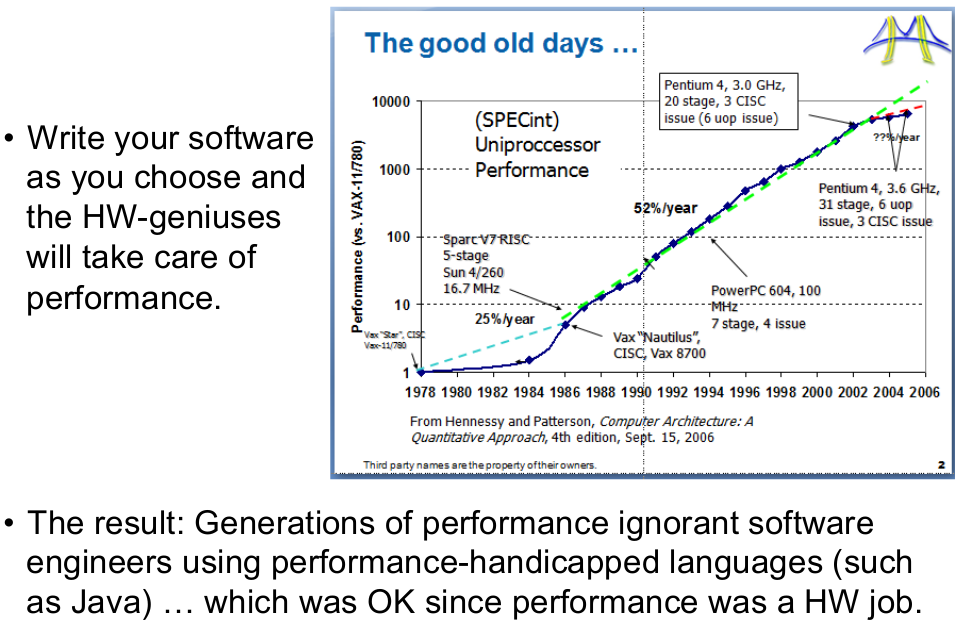 • Write your software
as you choose and
the HW-geniuses
will take care of
performance.
The good old days …
Pentium 4, 3.0 GHz,
20 stage, 3 CISC
issue (6 uop issue)
(SPECint)
Uniproccessor
Performance
Performance (vs. VAX-11/780)
10000
1000
100
10
1
??%/year
Pentium 4, 3.6 GHz,
31 stage, 6 uop
issue, 3 CISC issue
52%/year
Sparc V7 RISC
5-stage
Sun 4/260
16.7 MHz
PowerPC 604, 100
MHz
7 stage, 4 issue
25%/year
Vax "Star", CISC
Vax-11/780
Vax "Nautilus",
CISC, Vax 8700
1978 1980 1982 1984 1986 1988 1990 1992 1994 1996 1998 2000 2002 2004 2006
From Hennessy and Patterson, Computer Architecture: A
Quantitative Approach, 4th edition, Sept. 15, 2006
Third party names are the property of their owners.
2
• The result: Generations of performance ignorant software
engineers using performance-handicapped languages (such
as Java) … which was OK since performance was a HW job.